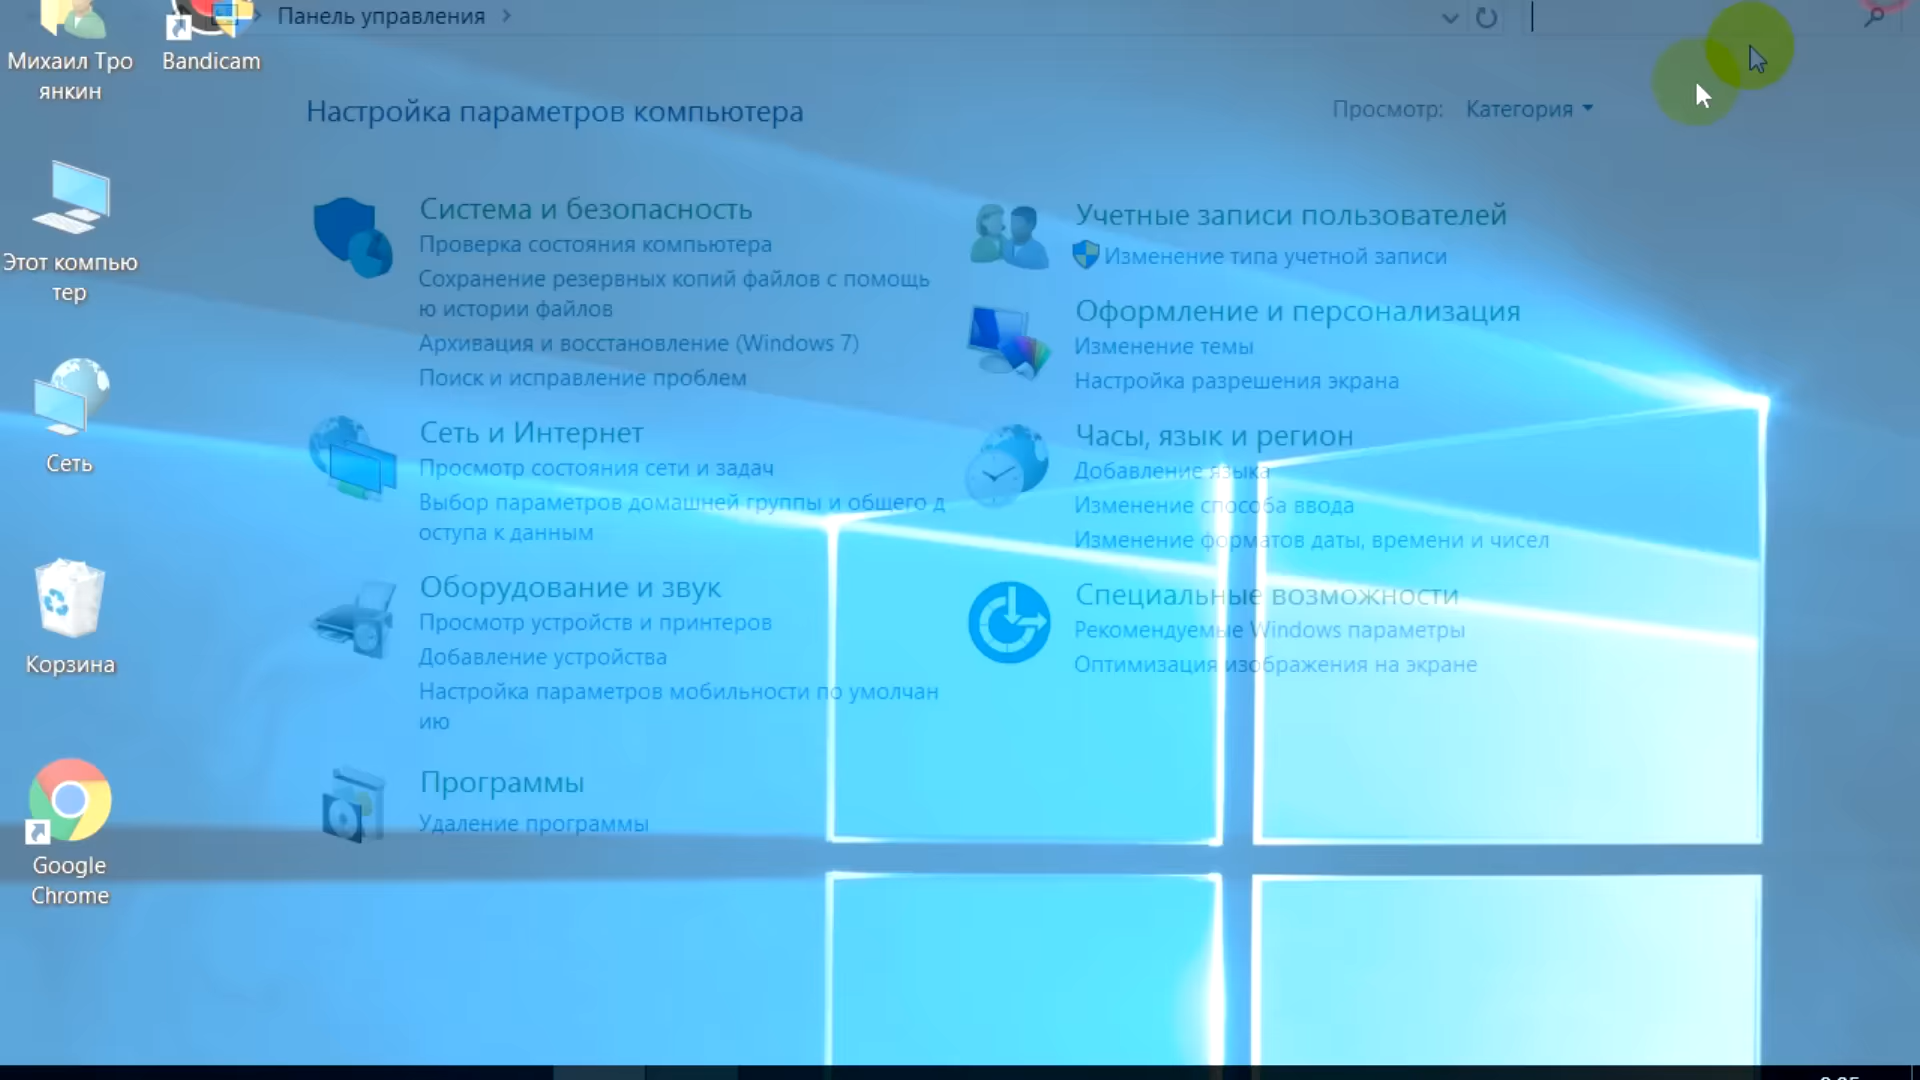 Панель управления
Михаил Тро
янкин
Bandicam
Этот компью
тер
Сеть
Корзина
Google
Chrome
Настройка параметров компьютера
Просмотр: Категория
Система и безопасность
Проверка состояния компьютера
Сохранение резервных копий файлов с помощь
ю истории файлов
Архивация и восстановление (Windows 7)
Поиск и исправление проблем
Сеть и Интернет
Просмотр состояния сети и задач
Выбор параметров домашней группы и общего д
оступа к данным
Оборудование и звук
Просмотр устройств и принтеров
Добавление устройства
Настройка параметров мобильности по умолчан
ию
Программы
Удаление программы
Учетные записи пользователей
Изменение типа учетной записи
Оформление и персонализация
Изменение темы
Настройка разрешения экрана
Часы, язык и регион
Добавление языка
Изменение способа ввода
Изменение форматов даты, времени и чисел
Специальные возможности
Рекомендуемые Windows параметры
Оптимизация изображения на экране